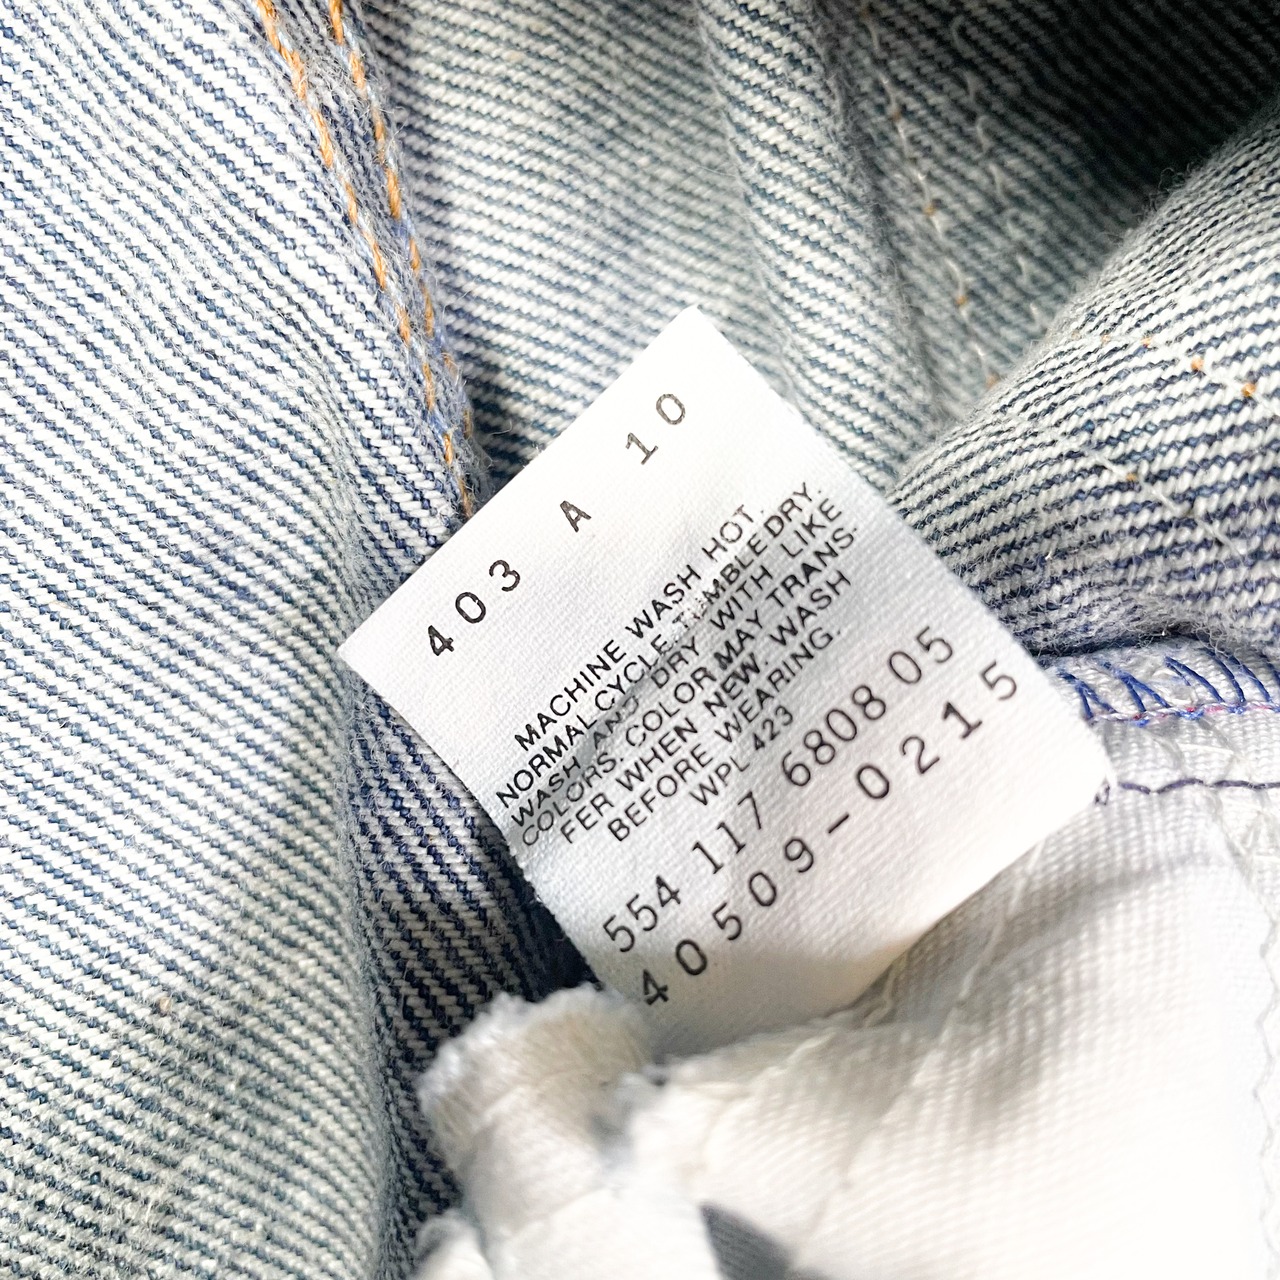 403 A 10
MACHINE WASH HOT.
NORMAL CYCLE. TUMBLE DRY.
WASH AND DRY WITH LIKE
COLORS. COLOR MAY TRANS-
FER WHEN NEW. WASH
BEFORE WEARING.
WPL 423
554 117 6808 05
40509-0215